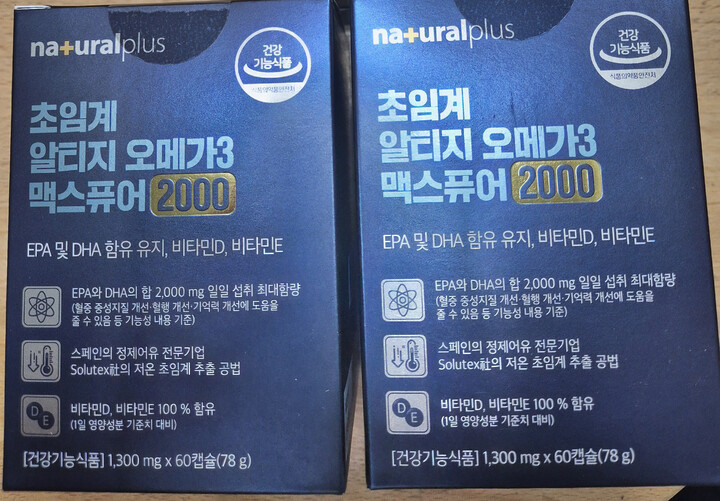 na+uralplus
건강
기능식품
식품의약품안전처
초임계
알티지 오메가3
맥스퓨어 2000
EPA 및 DHA 함유 유지, 비타민D, 비타민E
EPA와 DHA의 합 2,000 mg 일일 섭취 최대함량
(혈중 중성지질 개선·혈행 개선·기억력 개선에 도움을
줄 수 있음 등 기능성 내용 기준)
스페인의 정제어유 전문기업
Solutex社의 저온 초임계 추출 공법
D E
비타민D, 비타민E 100 % 함유
(1일 영양성분 기준치 대비)
[건강기능식품] 1,300 mg x 60캡슐(78 g)
na+uralplus
건강
기능식품
식품의약품안전처
초임계
알티지 오메가3
맥스퓨어 2000
EPA 및 DHA 함유 유지, 비타민D, 비타민E
EPA와 DHA의 합 2,000 mg 일일 섭취 최대함량
(혈중 중성지질 개선·혈행 개선·기억력 개선에 도움을
줄 수 있음 등 기능성 내용 기준)
스페인의 정제어유 전문기업
Solutex社의 저온 초임계 추출 공법
D E
비타민D, 비타민E 100 % 함유
(1일 영양성분 기준치 대비)
[건강기능식품] 1,300 mg x 60캡슐(78 g)